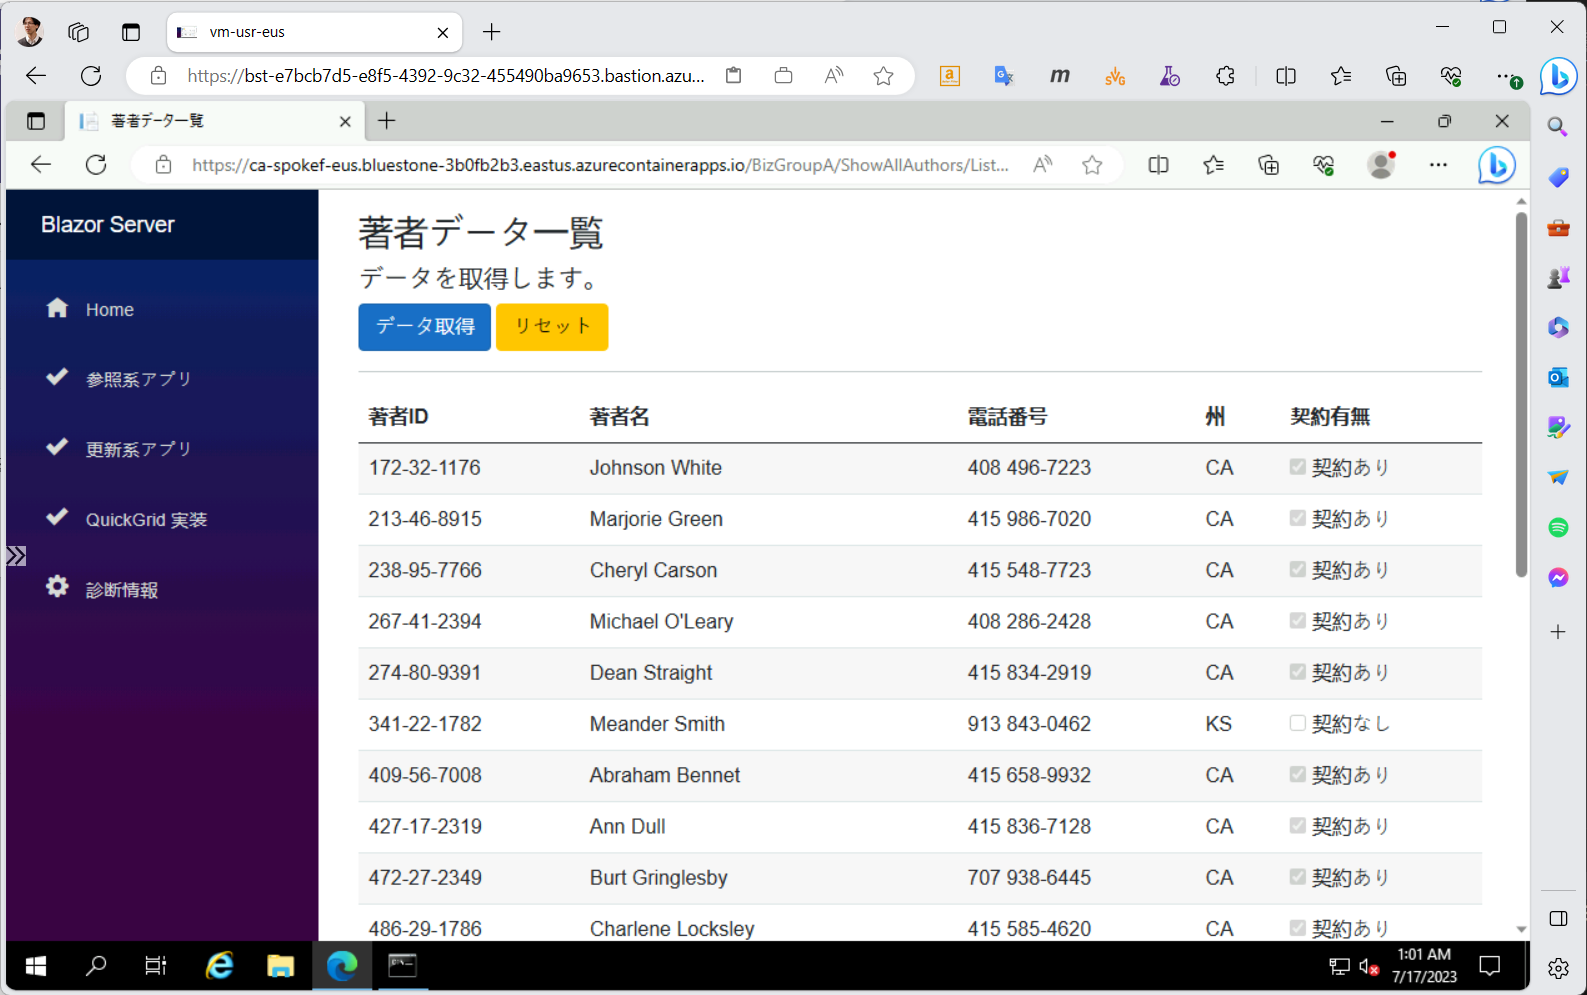 vm-usr-eus
https://bst-e7bcb7d5-e8f5-4392-9c32-455490ba9653.bastion.azu...
著者データ一覧
https://ca-spokef-eus.bluestone-3b0fb2b3.eastus.azurecontainerapps.io/BizGroupA/ShowAllAuthors/List...
Blazor Server
Home
参照系アプリ
更新系アプリ
QuickGrid 実装
診断情報
著者データ一覧
データを取得します。
データ取得 リセット
著者ID 著者名 電話番号 州 契約有無
172-32-1176 Johnson White 408 496-7223 CA 契約あり
213-46-8915 Marjorie Green 415 986-7020 CA 契約あり
238-95-7766 Cheryl Carson 415 548-7723 CA 契約あり
267-41-2394 Michael O'Leary 408 286-2428 CA 契約あり
274-80-9391 Dean Straight 415 834-2919 CA 契約あり
341-22-1782 Meander Smith 913 843-0462 KS 契約なし
409-56-7008 Abraham Bennet 415 658-9932 CA 契約あり
427-17-2319 Ann Dull 415 836-7128 CA 契約あり
472-27-2349 Burt Gringlesby 707 938-6445 CA 契約あり
486-29-1786 Charlene Locksley 415 585-4620 CA 契約あり
1:01 AM
7/17/2023